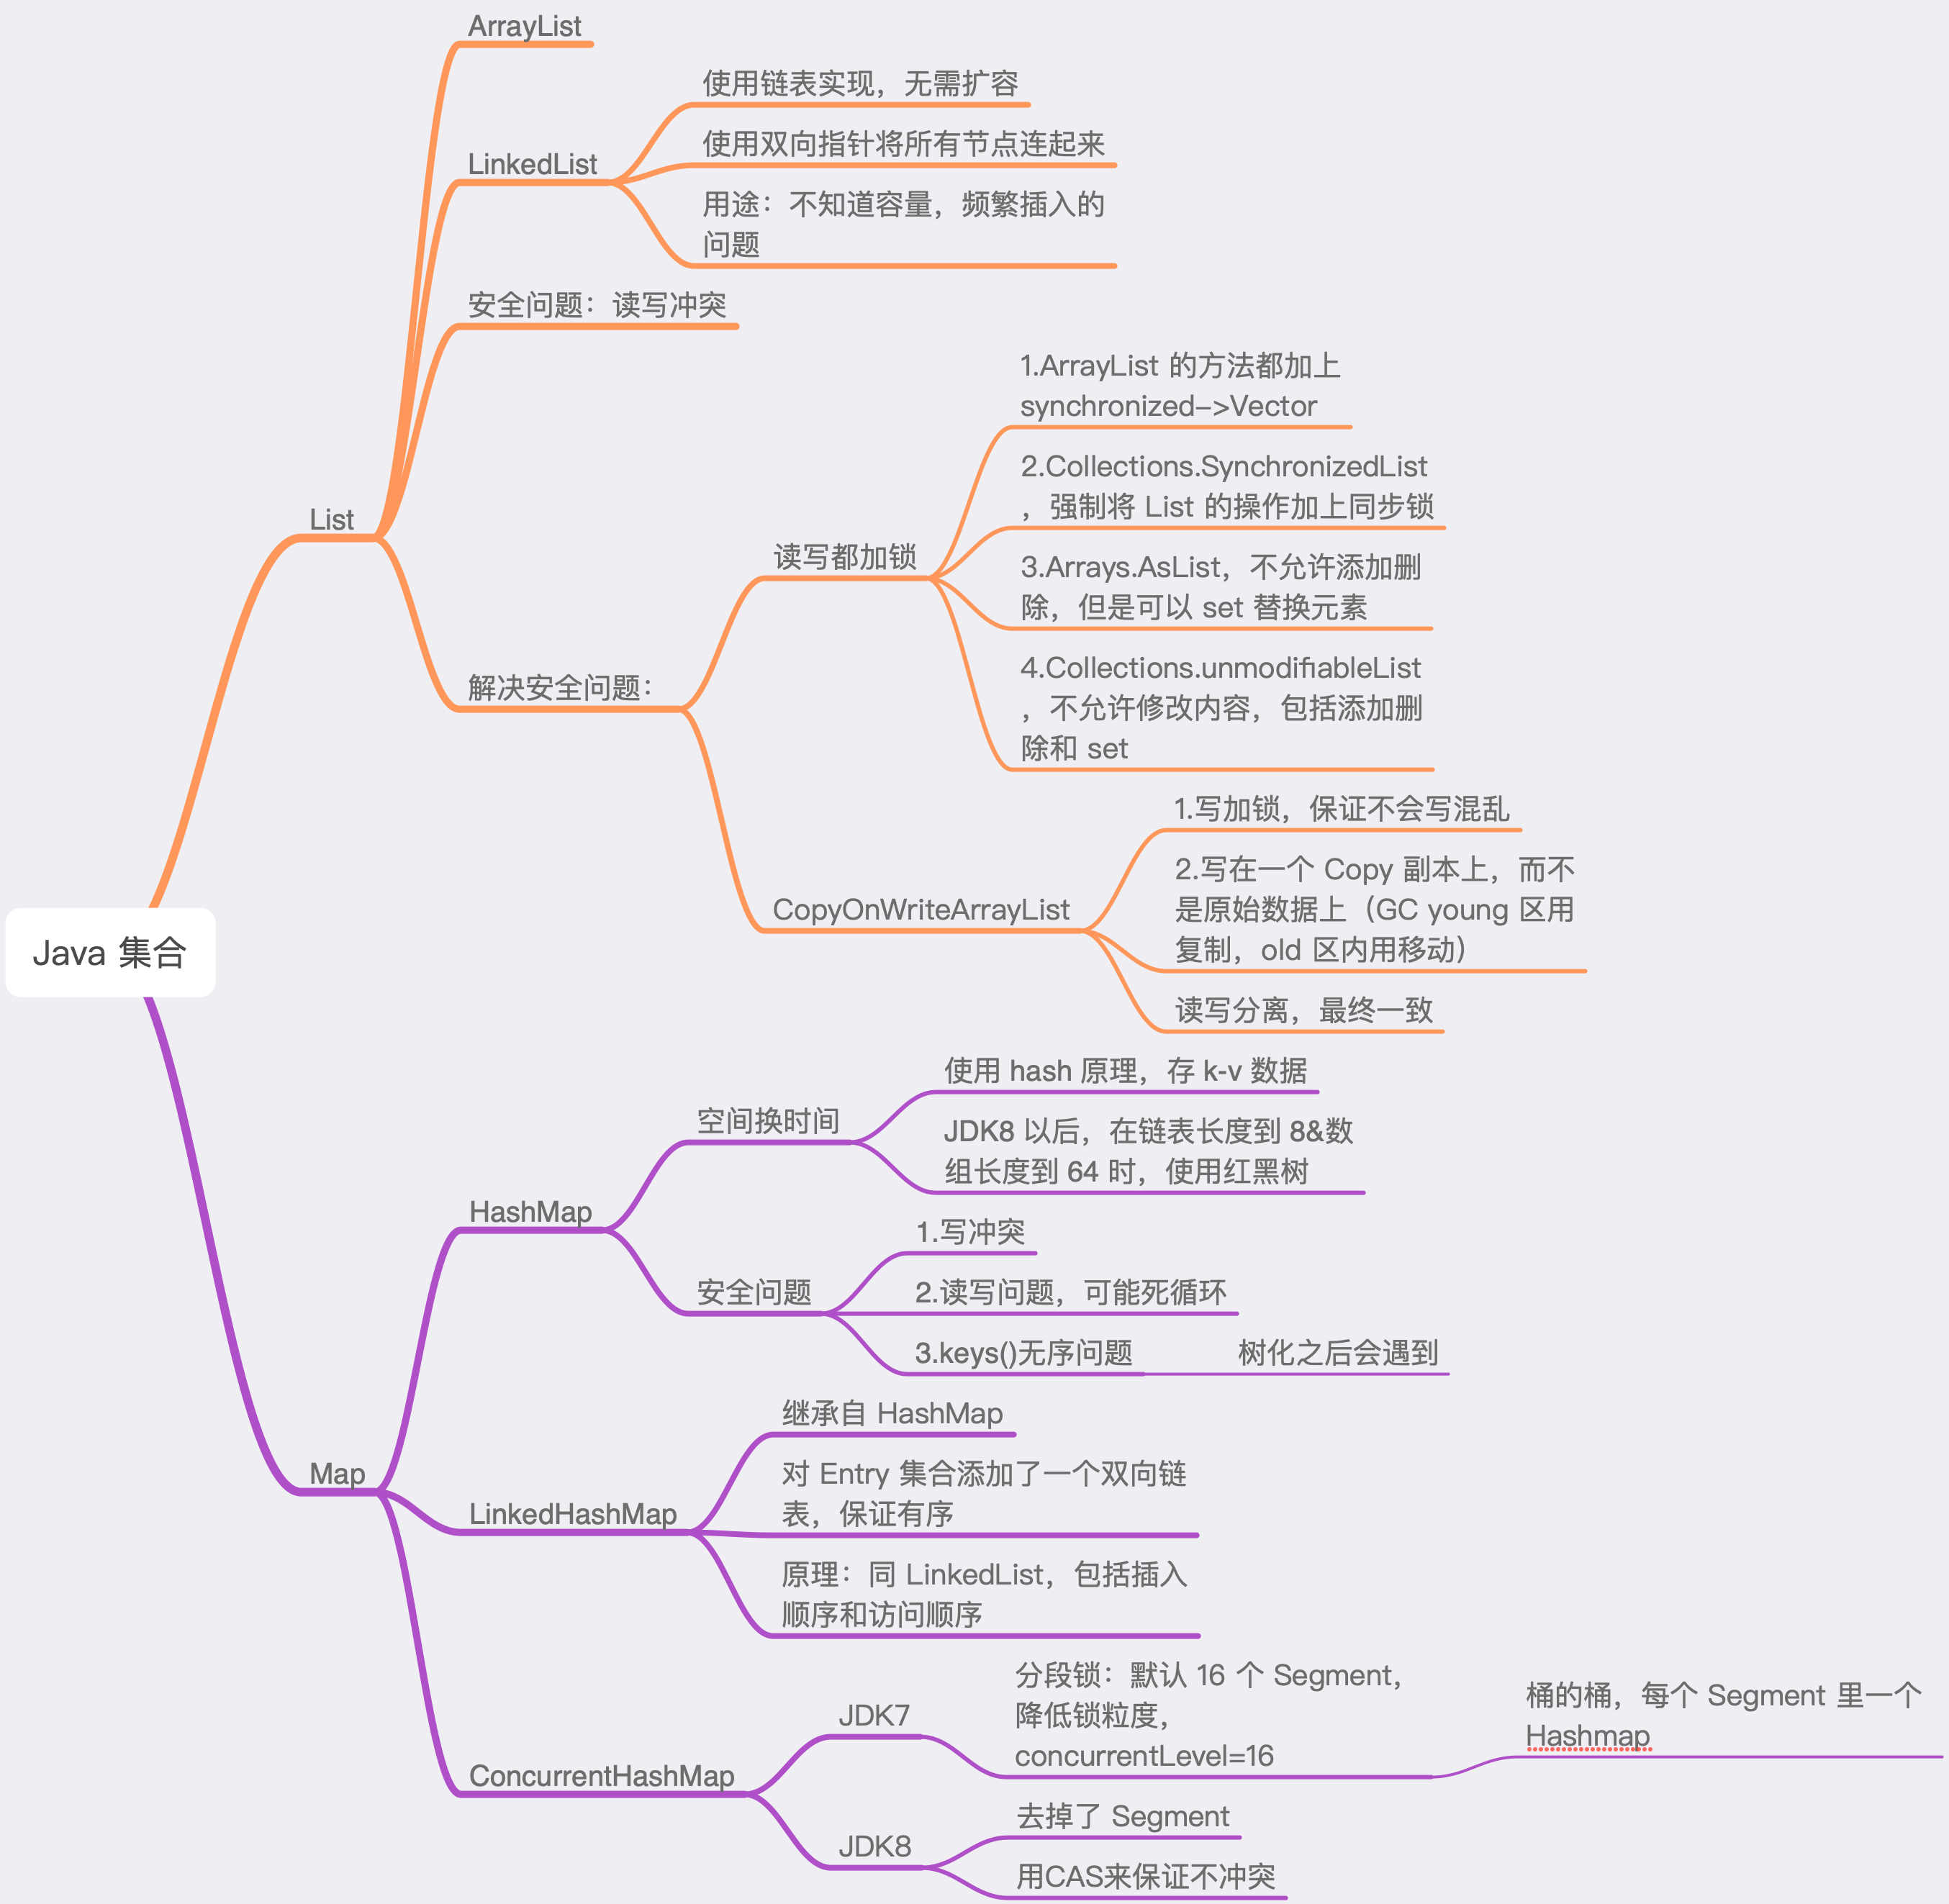 ArrayList
使用链表实现，无需扩容
使用双向指针将所有节点连起来
LinkedList
用途：不知道容量，频繁插入的
问题
安全问题：读写冲突
1.ArrayList 的方法都加上
synchronized–>Vector
2.Collections.SynchronizedList
，强制将 List 的操作加上同步锁
List
读写都加锁
3.Arrays.AsList，不允许添加删
除，但是可以 set 替换元素
4.Collections.unmodifiableList
，不允许修改内容，包括添加删
除和 set
解决安全问题：
1.写加锁，保证不会写混乱
2.写在一个 Copy 副本上，而不
是原始数据上（GC young 区用
复制，old 区内用移动）
CopyOnWriteArrayList
读写分离，最终一致
Java 集合
使用 hash 原理，存 k-v 数据
空间换时间
JDK8 以后，在链表长度到 8&数
组长度到 64 时，使用红黑树
HashMap
1.写冲突
安全问题
2.读写问题，可能死循环
3.keys()无序问题
树化之后会遇到
继承自 HashMap
Map
对 Entry 集合添加了一个双向链
表，保证有序
LinkedHashMap
原理：同 LinkedList，包括插入
顺序和访问顺序
分段锁：默认 16 个 Segment，
降低锁粒度，
concurrentLevel=16
桶的桶，每个 Segment 里一个
Hashmap
JDK7
ConcurrentHashMap
去掉了 Segment
JDK8
用CAS来保证不冲突